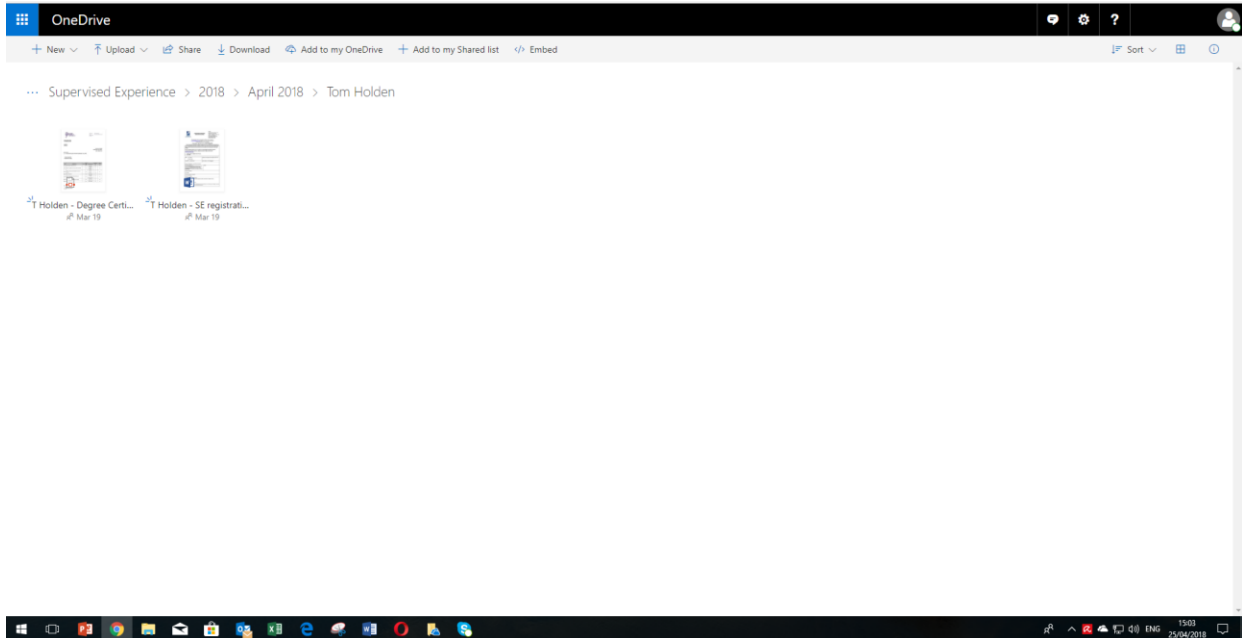 OneDrive
?
New Upload Share Download Add to my OneDrive Add to my Shared list </> Embed Sort
··· Supervised Experience > 2018 > April 2018 > Tom Holden
T Holden - Degree Certi... T Holden - SE registrati...
Mar 19 Mar 19
ENG 15:03
25/04/2018